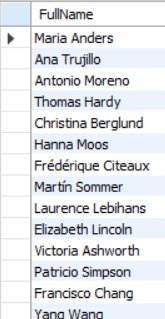 FullName
Maria Anders
Ana Trujillo
Antonio Moreno
Thomas Hardy
Christina Berglund
Hanna Moos
Frédérique Citeaux
Martín Sommer
Laurence Lebihans
Elizabeth Lincoln
Victoria Ashworth
Patricio Simpson
Francisco Chang
Yang Wang